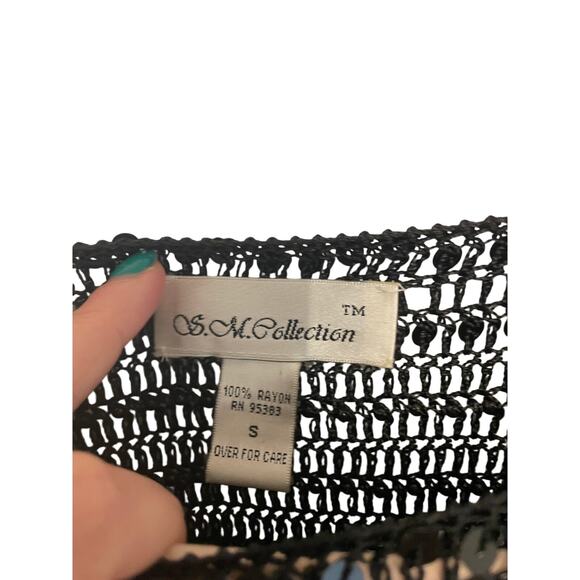 S.M.Collection ™
100% RAYON
RN 95383
S
OVER FOR CARE